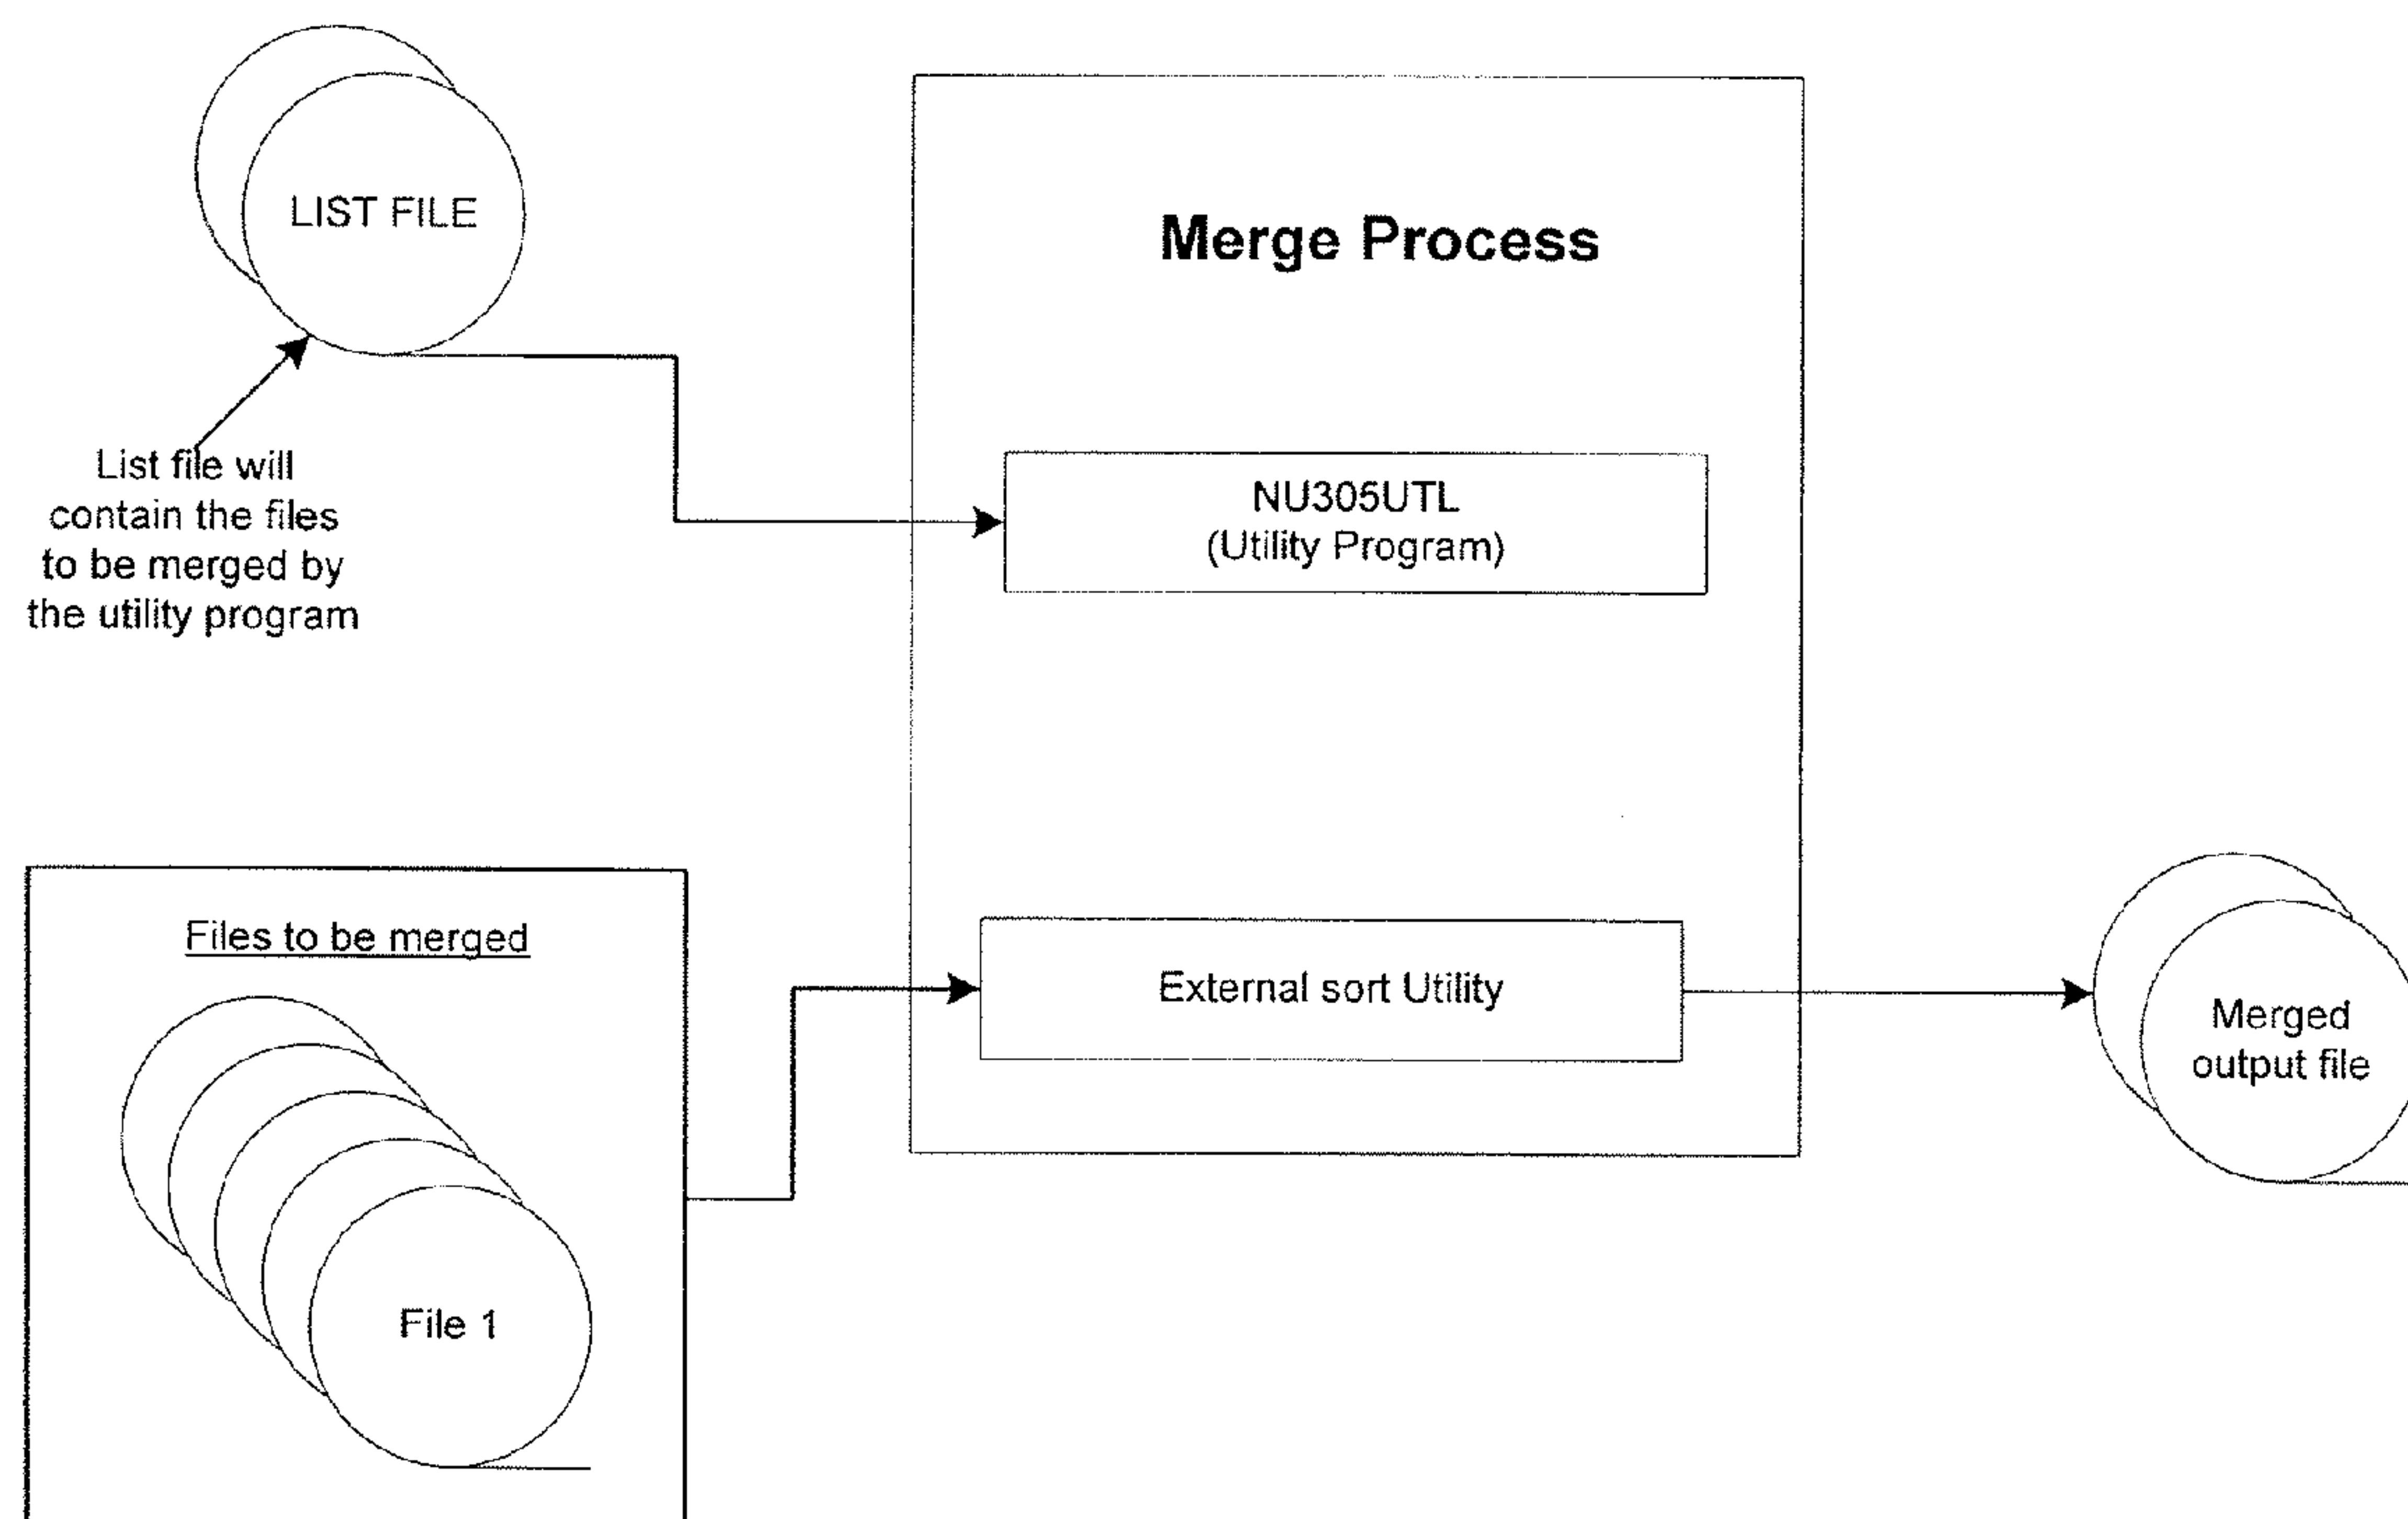 LIST FILE
List file will
contain the files
to be merged by
the utility program
Merge Process
NU305UTL
(Utility Program)
Files to be merged
File 1
External sort Utility
Merged
output file